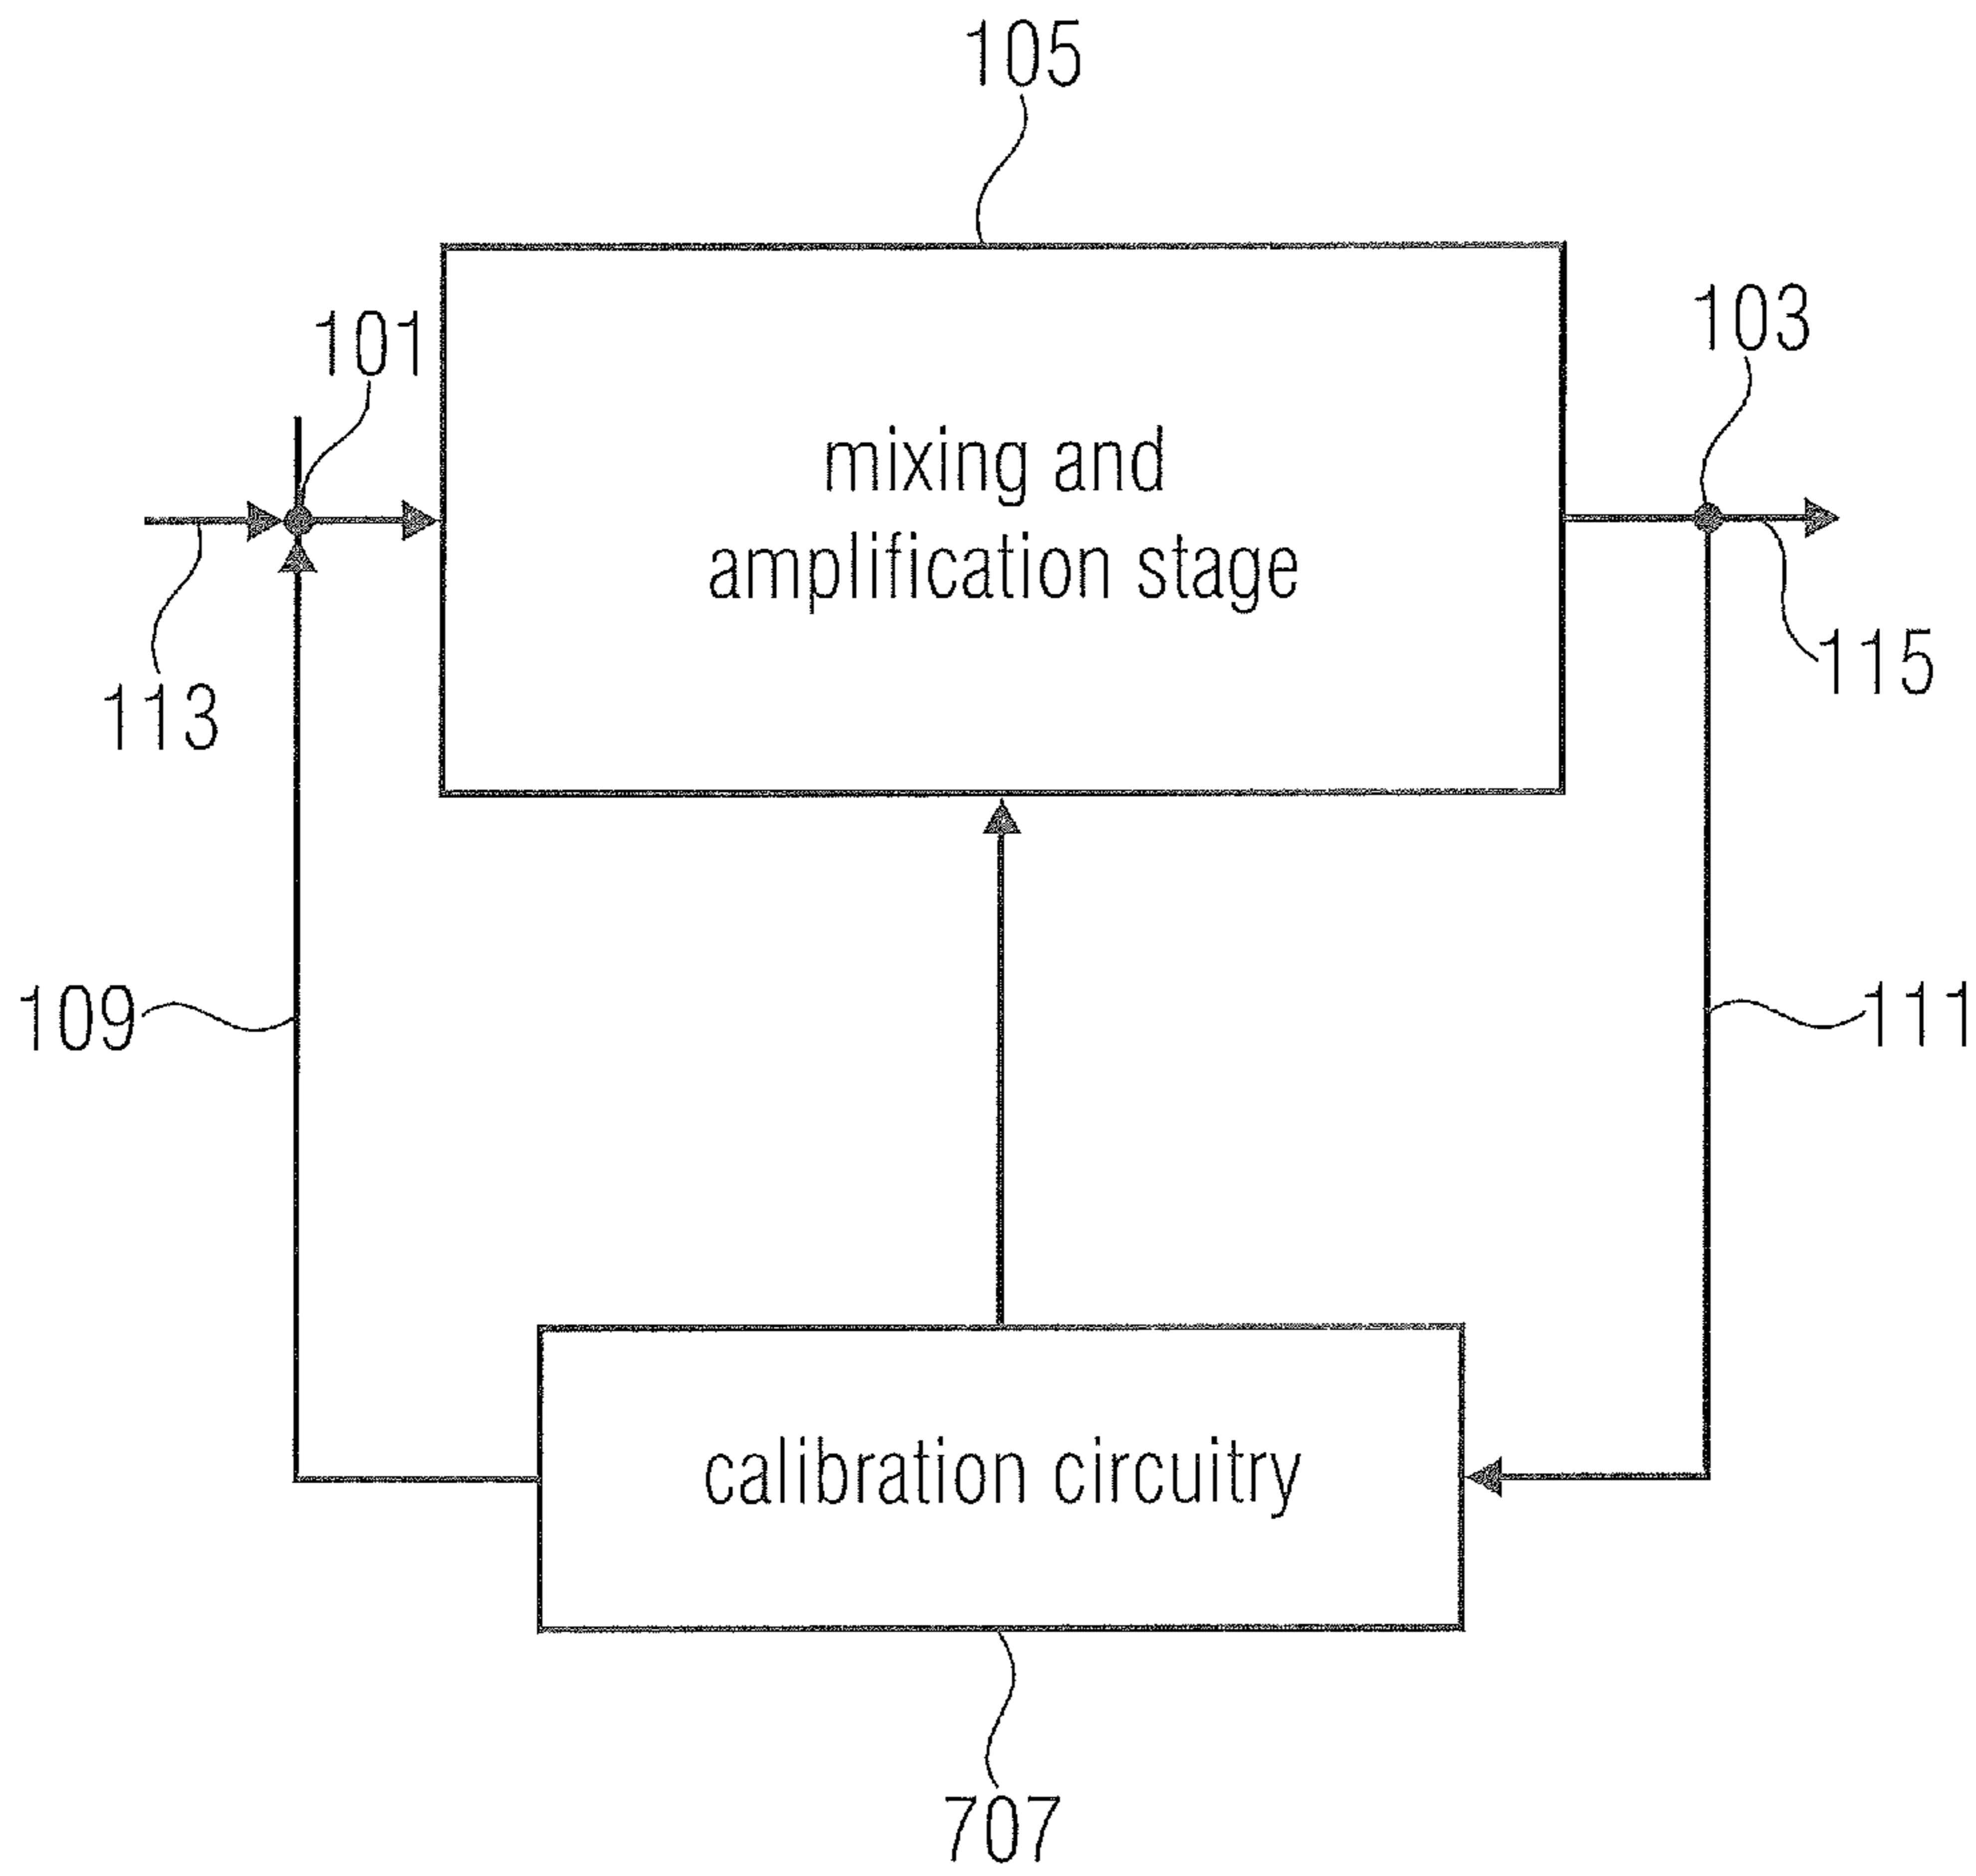 105
101
103
mixing and
amplification stage
113
115
109
111
calibration circuitry
707